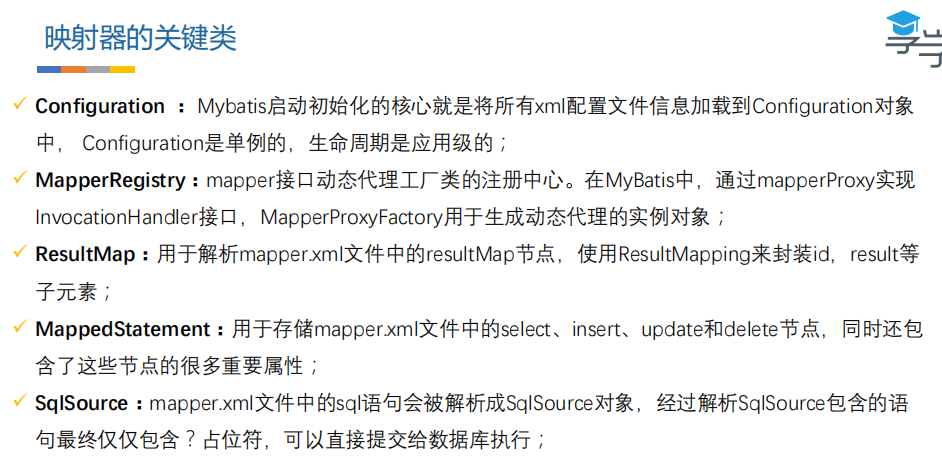 映射器的关键类
Configuration ：Mybatis启动初始化的核心就是将所有xml配置文件信息加载到Configuration对象
中， Configuration是单例的，生命周期是应用级的；
MapperRegistry：mapper接口动态代理工厂类的注册中心。在MyBatis中，通过mapperProxy实现
InvocationHandler接口，MapperProxyFactory用于生成动态代理的实例对象；
ResultMap：用于解析mapper.xml文件中的resultMap节点，使用ResultMapping来封装id，result等
子元素；
MappedStatement：用于存储mapper.xml文件中的select、insert、update和delete节点，同时还包
含了这些节点的很多重要属性；
SqlSource：mapper.xml文件中的sql语句会被解析成SqlSource对象，经过解析SqlSource包含的语
句最终仅仅包含？占位符，可以直接提交给数据库执行；